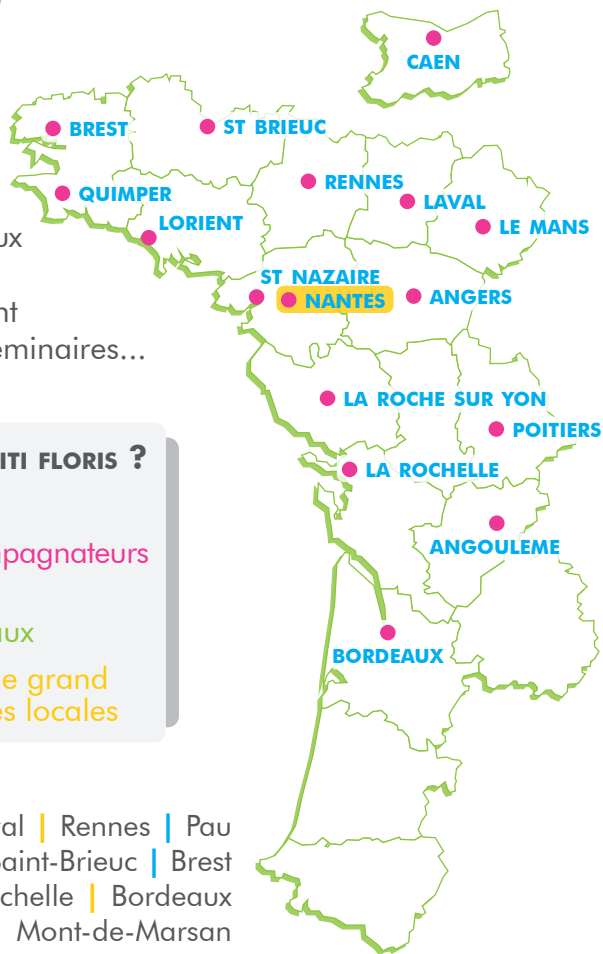 CAEN
BREST
ST BRIEUC
RENNES
QUIMPER
LAVAL
LORIENT
LE MANS
ux
ST NAZAIRE
NANTES
ANGERS
nt
éminaires...
LA ROCHE SUR YON
POITIERS
ITI FLORIS ?
LA ROCHELLE
ANGOULEME
pagnateurs
ux
BORDEAUX
e grand
es locales
al | Rennes | Pau
Saint-Brieuc | Brest
chelle | Bordeaux
Mont-de-Marsan